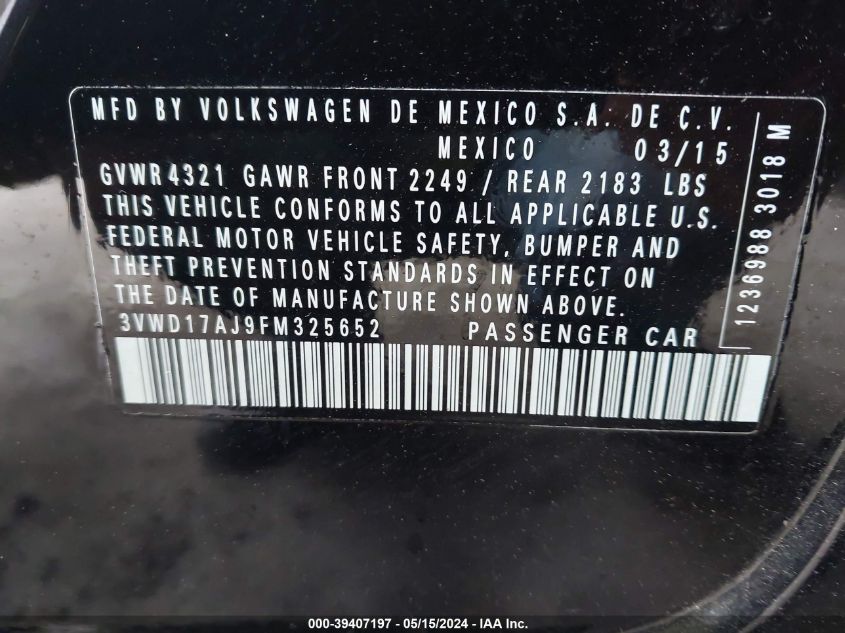 MFD BY VOLKSWAGEN DE MEXICO S.A. DE C.V.
MEXICO 03/15
GVWR 4321 GAWR FRONT 2249 / REAR 2183 LBS
THIS VEHICLE CONFORMS TO ALL APPLICABLE U.S.
FEDERAL MOTOR VEHICLE SAFETY, BUMPER AND
THEFT PREVENTION STANDARDS IN EFFECT ON
THE DATE OF MANUFACTURE SHOWN ABOVE.
3VWD17AJ9FM325652 PASSENGER CAR
1236988 3018 M
000-39407197 - 05/15/2024 - IAA Inc.